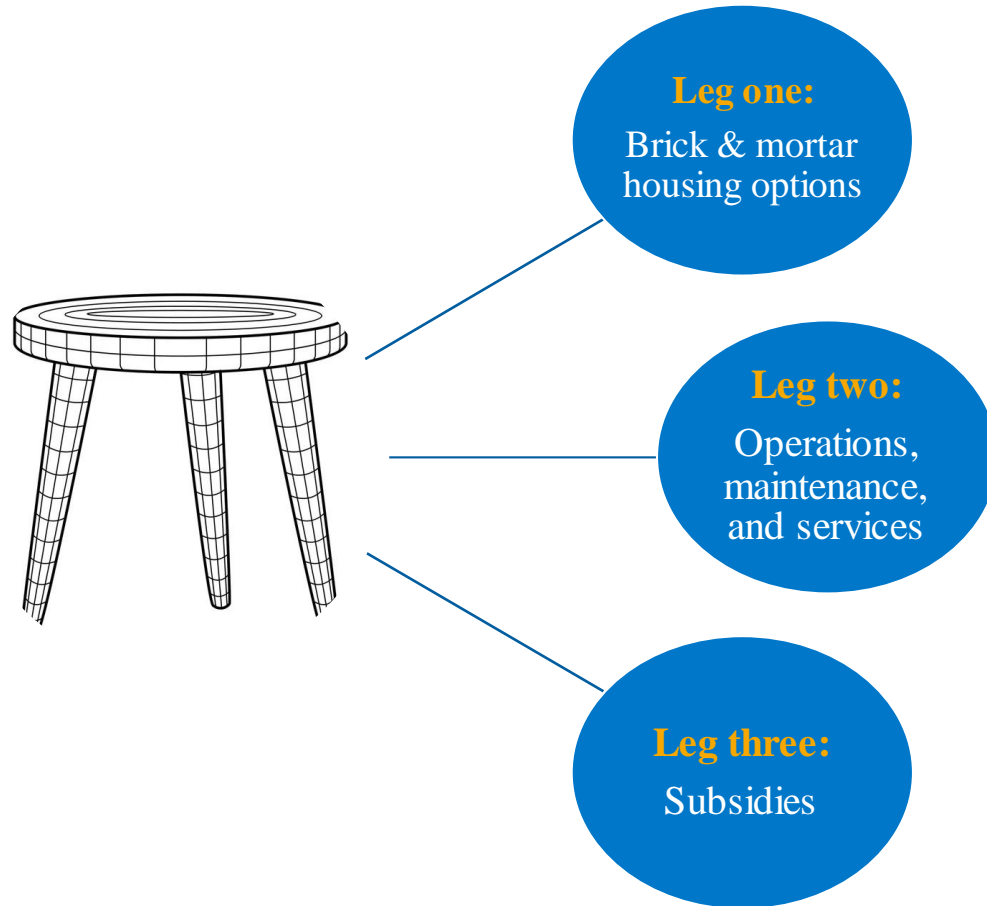 Leg one:
Brick & mortar
housing options
Leg two:
Operations,
maintenance,
and services
Leg three:
Subsidies